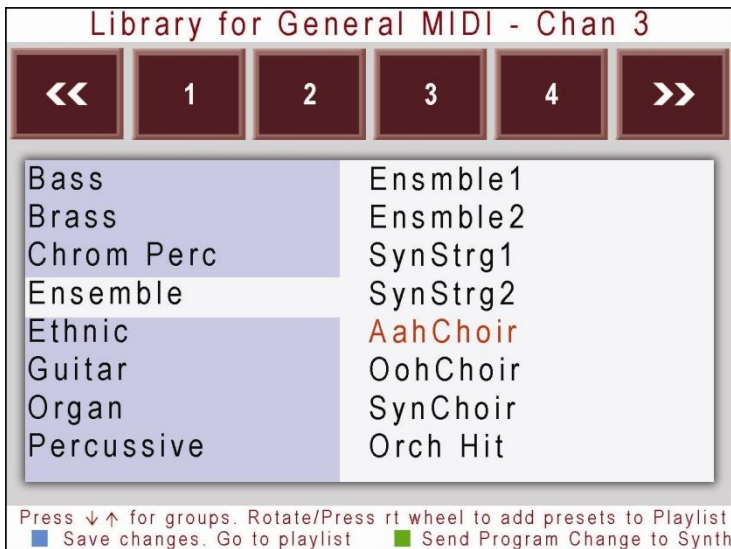 Library for General MIDI - Chan 3
« 1 2 3 4 »
Bass
Brass
Chrom Perc
Ensemble
Ethnic
Guitar
Organ
Percussive
Ensmble1
Ensmble2
SynStrg1
SynStrg2
AahChoir
OohChoir
SynChoir
Orch Hit
Press ↓↑ for groups. Rotate/Press rt wheel to add presets to Playlist
Save changes. Go to playlist Send Program Change to Synth